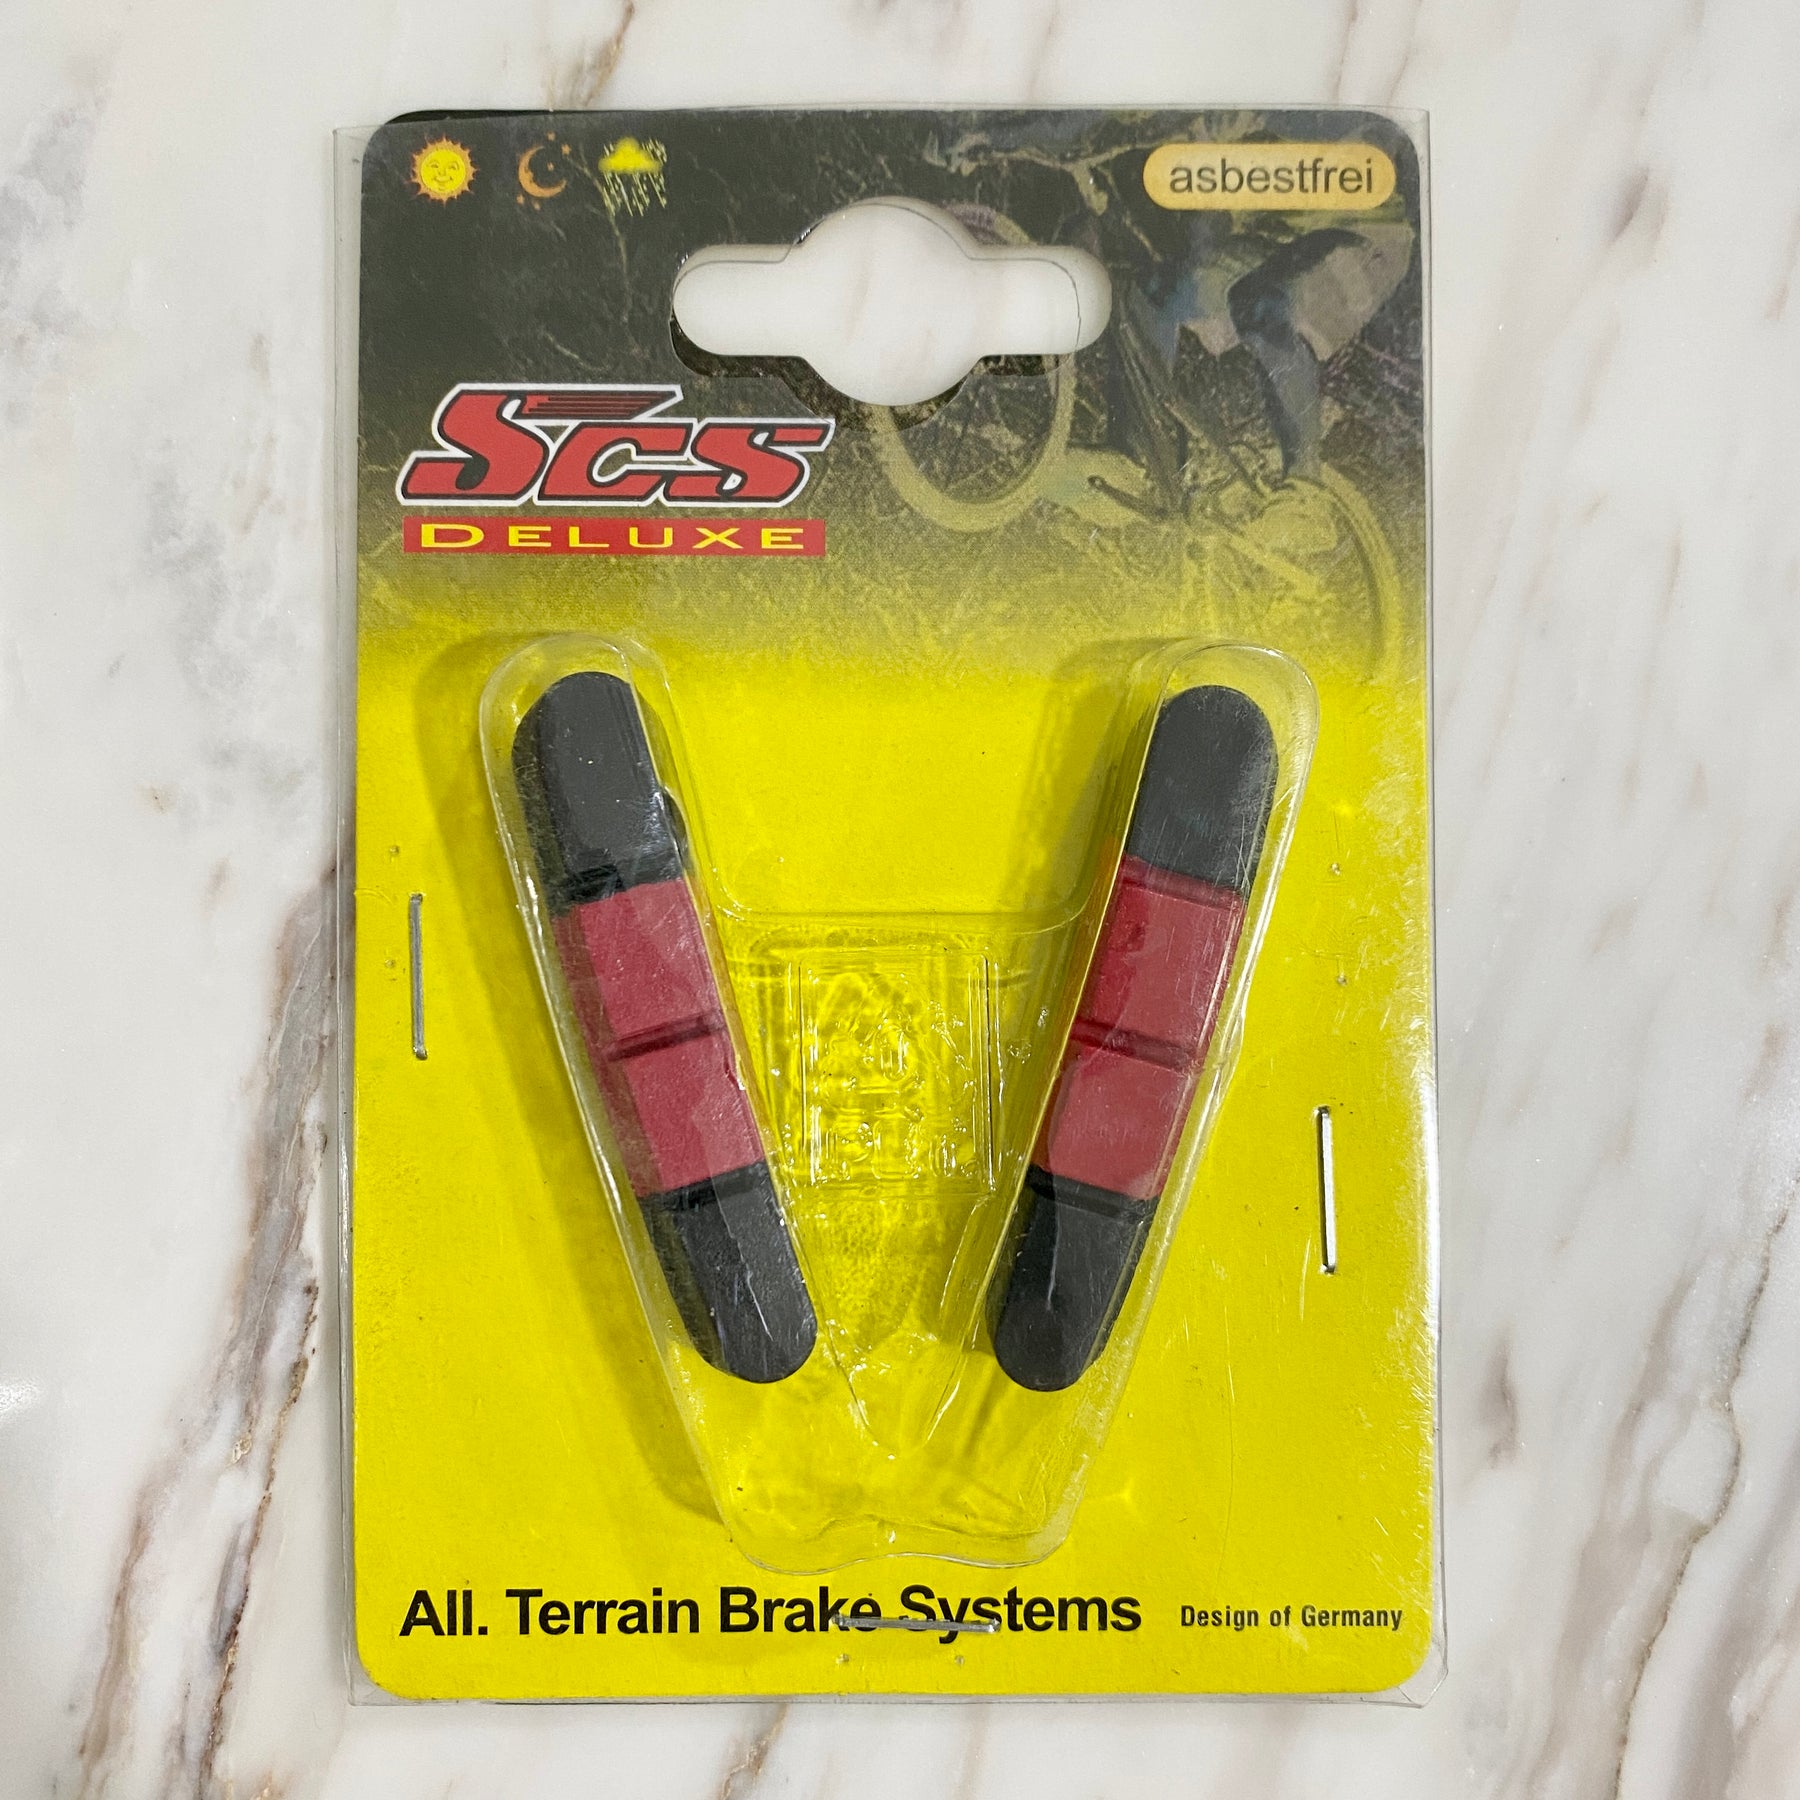 asbestfrei
Scs
DELUXE
All. Terrain Brake Systems
Design of Germany